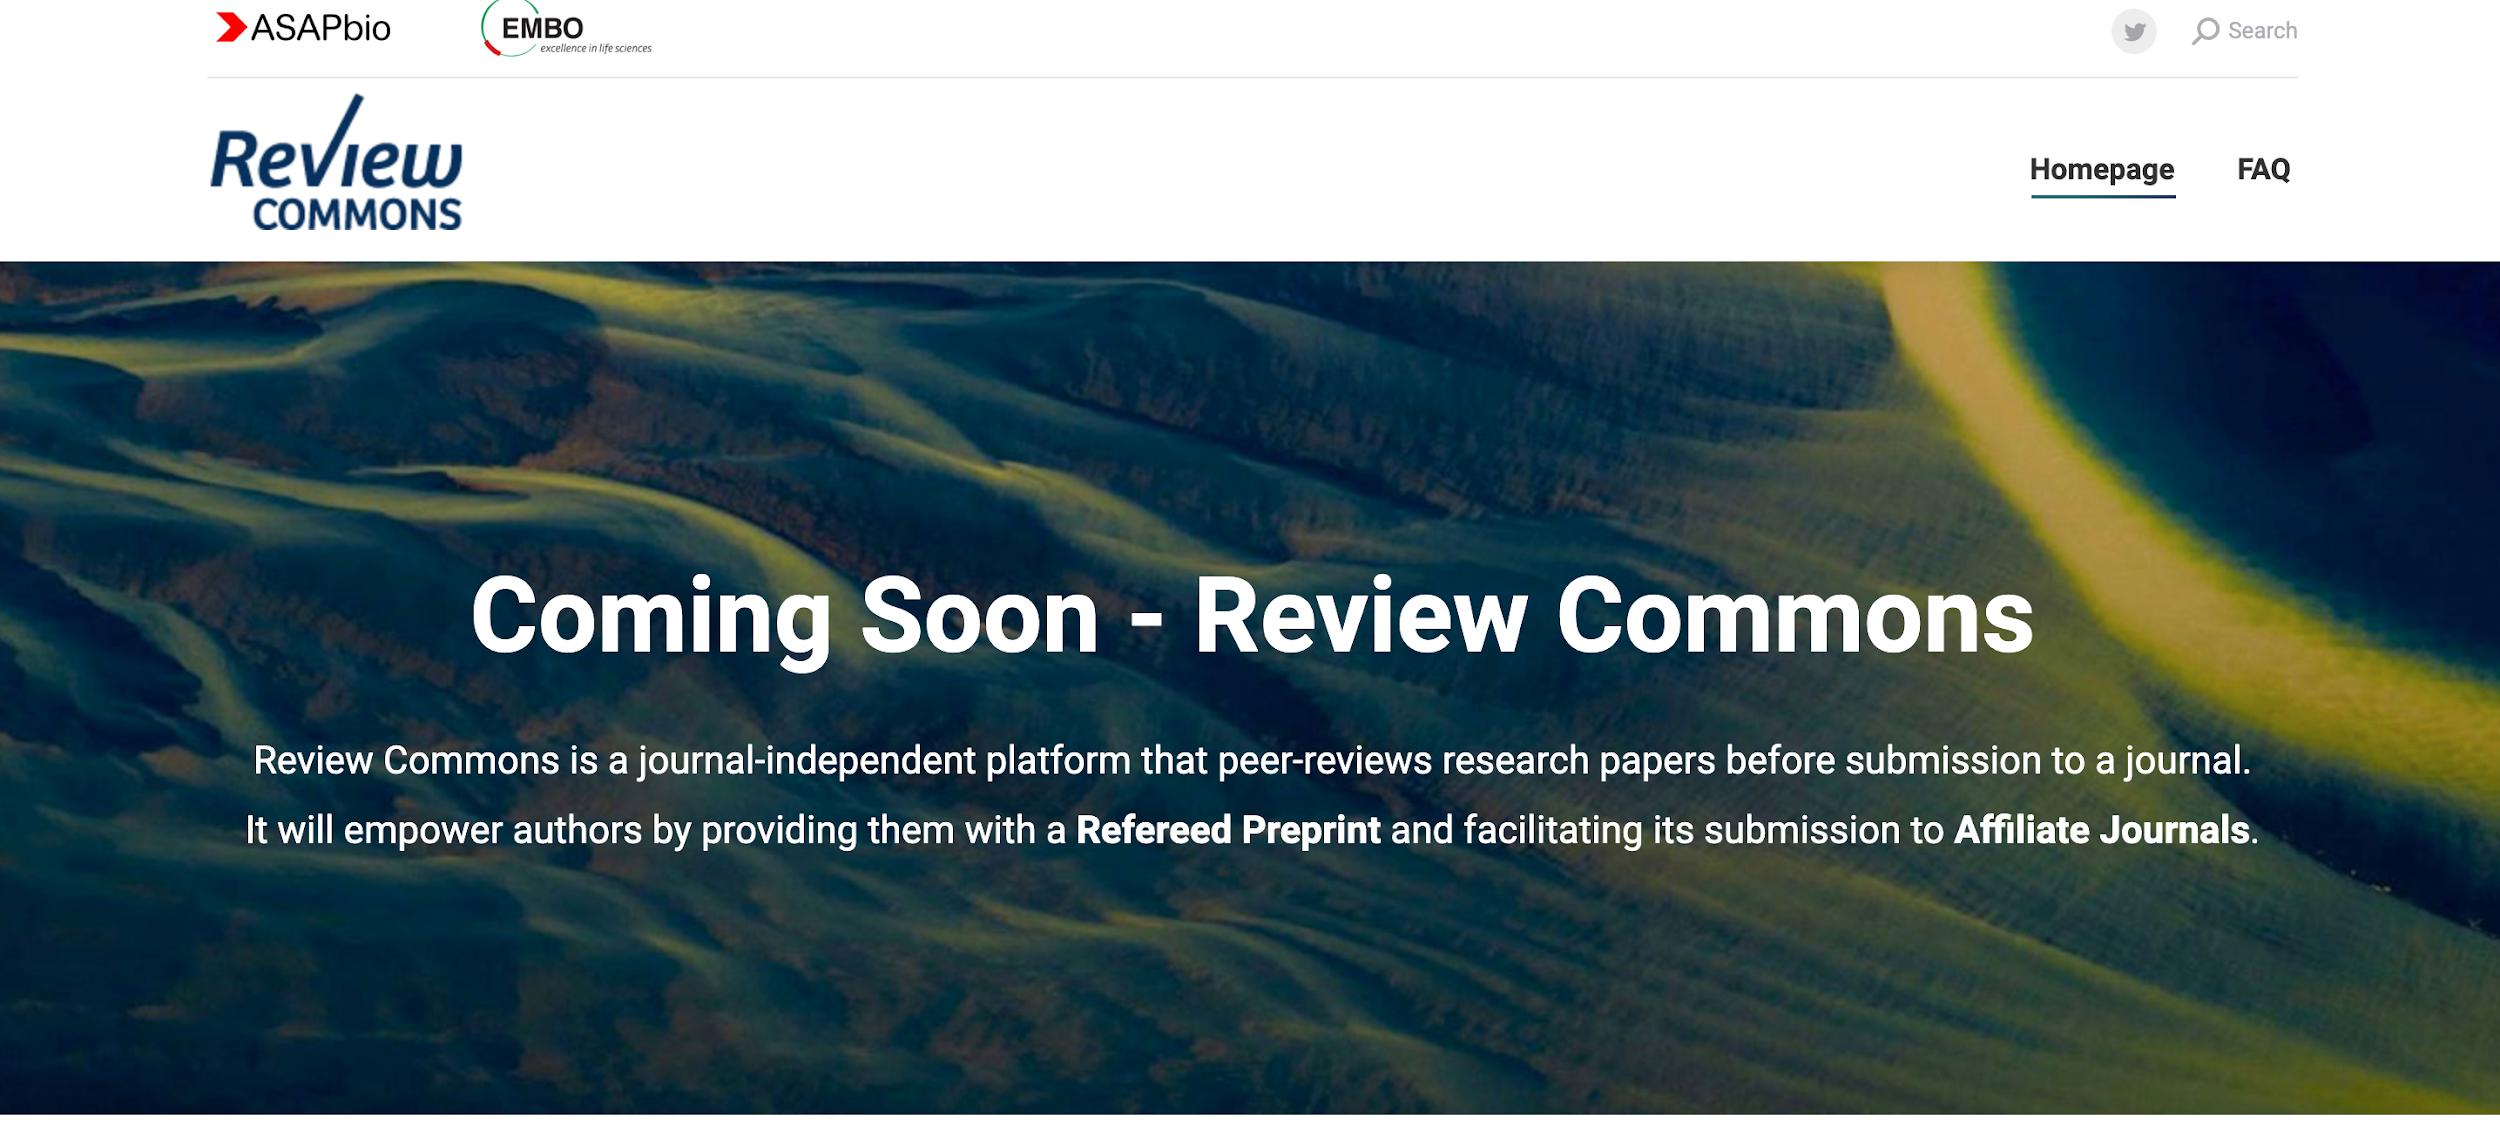 ASAPbio
EMBO
excellence in life sciences
Search
Review
COMMONS
Homepage
FAQ
Coming Soon - Review Commons
Review Commons is a journal-independent platform that peer-reviews research papers before submission to a journal.
It will empower authors by providing them with a Refereed Preprint and facilitating its submission to Affiliate Journals.